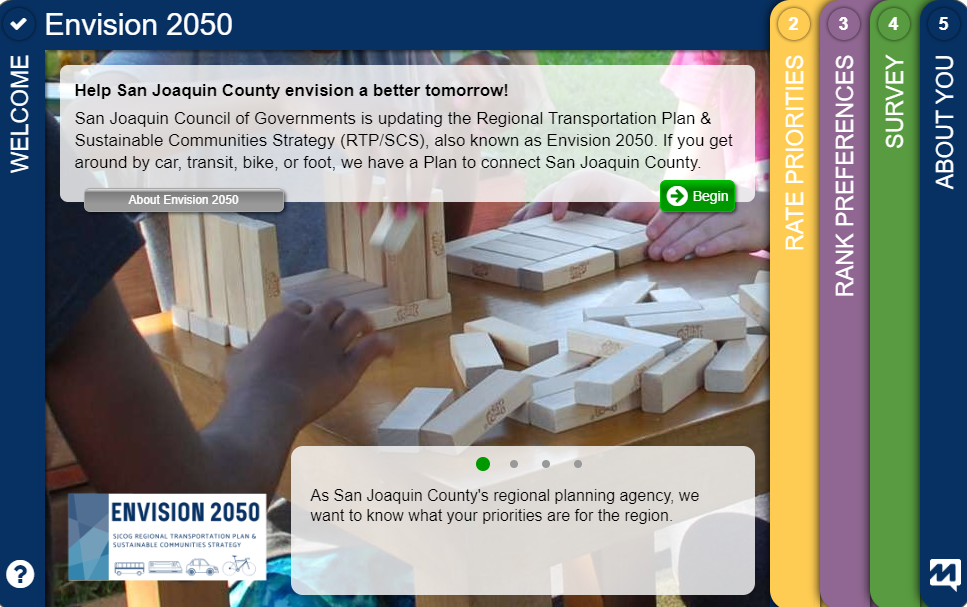 Envision 2050
WELCOME
Help San Joaquin County envision a better tomorrow!
San Joaquin Council of Governments is updating the Regional Transportation Plan &
Sustainable Communities Strategy (RTP/SCS), also known as Envision 2050. If you get
around by car, transit, bike, or foot, we have a Plan to connect San Joaquin County.
About Envision 2050
Begin
As San Joaquin County's regional planning agency, we
want to know what your priorities are for the region.
ENVISION 2050
SJCOG REGIONAL TRANSPORTATION PLAN &
SUSTAINABLE COMMUNITIES STRATEGY
?
2
RATE PRIORITIES
3
RANK PREFERENCES
4
SURVEY
5
ABOUT YOU